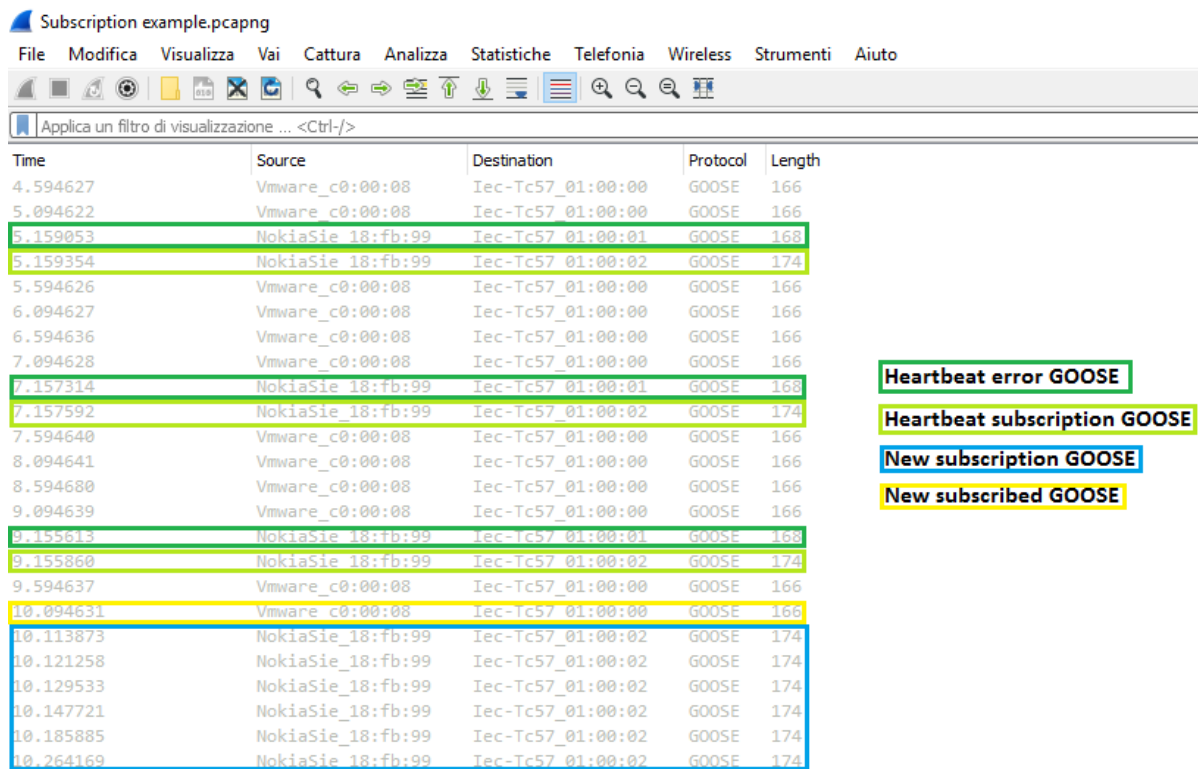 Subscription example.pcapng
File Modifica Visualizza Vai Cattura Analizza Statistiche Telefonia Wireless Strumenti Aiuto
Applica un filtro di visualizzazione ... <Ctrl-/>
Time Source Destination Protocol Length
4.594627 Vmware_c0:00:08 Iec-Tc57_01:00:00 GOOSE 166
5.094622 Vmware_c0:00:08 Iec-Tc57_01:00:00 GOOSE 166
5.159053 NokiaSie_18:fb:99 Iec-Tc57_01:00:01 GOOSE 168
5.159354 NokiaSie_18:fb:99 Iec-Tc57_01:00:02 GOOSE 174
5.594626 Vmware_c0:00:08 Iec-Tc57_01:00:00 GOOSE 166
6.094627 Vmware_c0:00:08 Iec-Tc57_01:00:00 GOOSE 166
6.594636 Vmware_c0:00:08 Iec-Tc57_01:00:00 GOOSE 166
7.094628 Vmware_c0:00:08 Iec-Tc57_01:00:00 GOOSE 166
7.157314 NokiaSie_18:fb:99 Iec-Tc57_01:00:01 GOOSE 168
7.157592 NokiaSie_18:fb:99 Iec-Tc57_01:00:02 GOOSE 174
7.594640 Vmware_c0:00:08 Iec-Tc57_01:00:00 GOOSE 166
8.094641 Vmware_c0:00:08 Iec-Tc57_01:00:00 GOOSE 166
8.594680 Vmware_c0:00:08 Iec-Tc57_01:00:00 GOOSE 166
9.094639 Vmware_c0:00:08 Iec-Tc57_01:00:00 GOOSE 166
9.155613 NokiaSie_18:fb:99 Iec-Tc57_01:00:01 GOOSE 168
9.155860 NokiaSie_18:fb:99 Iec-Tc57_01:00:02 GOOSE 174
9.594637 Vmware_c0:00:08 Iec-Tc57_01:00:00 GOOSE 166
10.094631 Vmware_c0:00:08 Iec-Tc57_01:00:00 GOOSE 166
10.113873 NokiaSie_18:fb:99 Iec-Tc57_01:00:02 GOOSE 174
10.121258 NokiaSie_18:fb:99 Iec-Tc57_01:00:02 GOOSE 174
10.129533 NokiaSie_18:fb:99 Iec-Tc57_01:00:02 GOOSE 174
10.147721 NokiaSie_18:fb:99 Iec-Tc57_01:00:02 GOOSE 174
10.185885 NokiaSie_18:fb:99 Iec-Tc57_01:00:02 GOOSE 174
10.264169 NokiaSie_18:fb:99 Iec-Tc57_01:00:02 GOOSE 174
Heartbeat error GOOSE
Heartbeat subscription GOOSE
New subscription GOOSE
New subscribed GOOSE